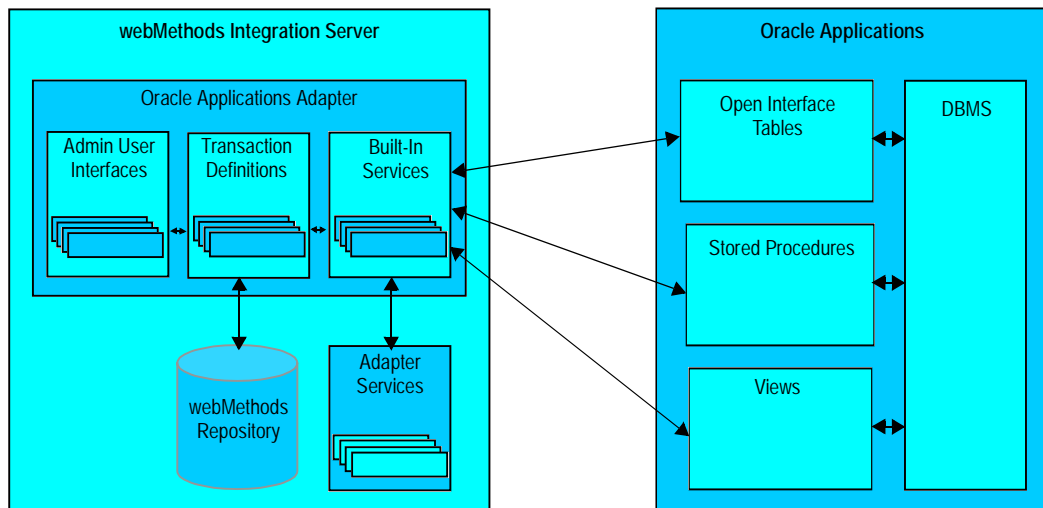 webMethods Integration Server
Oracle Applications Adapter
Admin User
Interfaces
Transaction
Definitions
Built-In
Services
webMethods
Repository
Adapter
Services
Oracle Applications
Open Interface
Tables
Stored Procedures
Views
DBMS